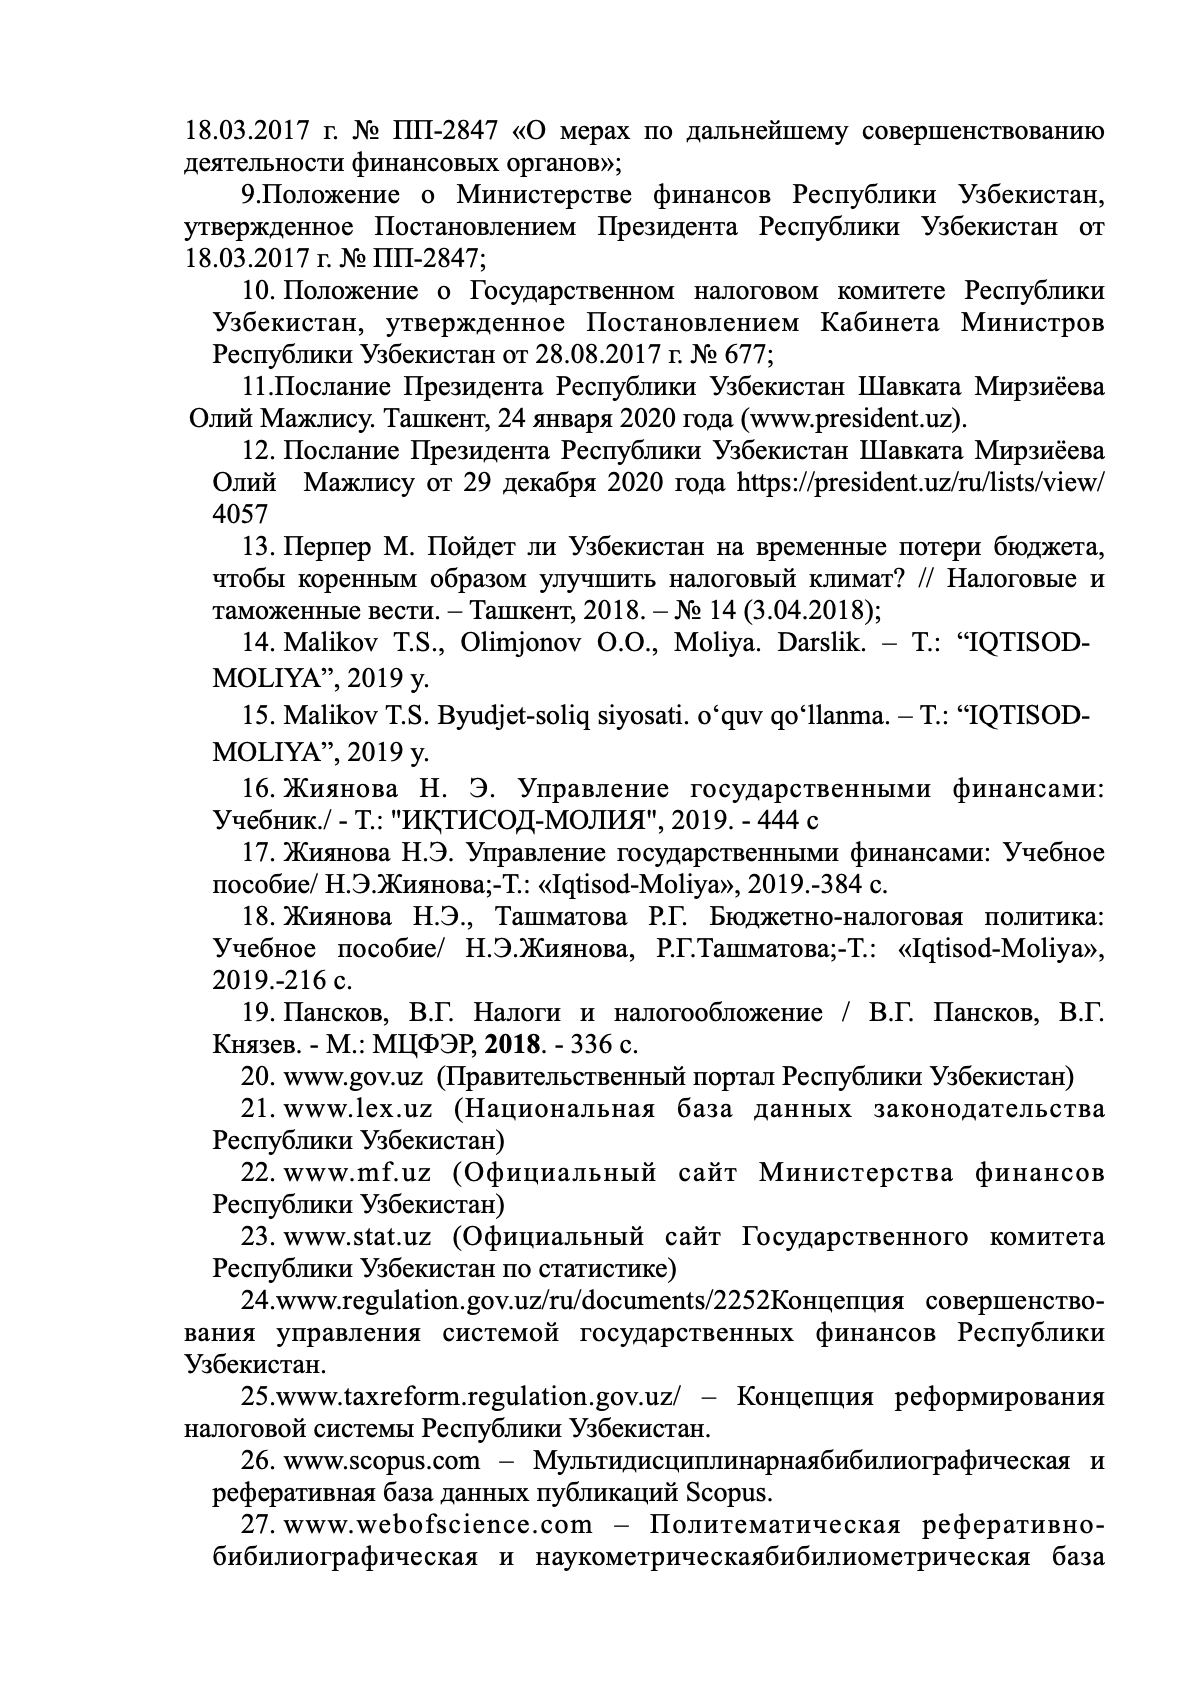 18.03.2017 г. № ПП-2847 «О мерах по дальнейшему совершенствованию
деятельности финансовых органов»;
9.Положение о Министерстве финансов Республики Узбекистан,
утвержденное Постановлением Президента Республики Узбекистан от
18.03.2017 г. № ПП-2847;
10. Положение о Государственном налоговом комитете Республики
Узбекистан, утвержденное Постановлением Кабинета Министров
Республики Узбекистан от 28.08.2017 г. № 677;
11.Послание Президента Республики Узбекистан Шавката Мирзиёева
Олий Мажлису. Ташкент, 24 января 2020 года (www.president.uz).
12. Послание Президента Республики Узбекистан Шавката Мирзиёева
Олий Мажлису от 29 декабря 2020 года https://president.uz/ru/lists/view/
4057
13. Перпер М. Пойдет ли Узбекистан на временные потери бюджета,
чтобы коренным образом улучшить налоговый климат? // Налоговые и
таможенные вести. – Ташкент, 2018. – № 14 (3.04.2018);
14. Malikov T.S., Olimjonov O.O., Moliya. Darslik. – T.: “IQTISOD-
MOLIYA”, 2019 y.
15. Malikov T.S. Byudjet-soliq siyosati. o‘quv qo‘llanma. – T.: “IQTISOD-
MOLIYA”, 2019 y.
16. Жиянова Н. Э. Управление государственными финансами:
Учебник./ - Т.: "ИҚТИСОД-МОЛИЯ", 2019. - 444 с
17. Жиянова Н.Э. Управление государственными финансами: Учебное
пособие/ Н.Э.Жиянова;-Т.: «Iqtisod-Moliya», 2019.-384 с.
18. Жиянова Н.Э., Ташматова Р.Г. Бюджетно-налоговая политика:
Учебное пособие/ Н.Э.Жиянова, Р.Г.Ташматова;-Т.: «Iqtisod-Moliya»,
2019.-216 с.
19. Пансков, В.Г. Налоги и налогообложение / В.Г. Пансков, В.Г.
Князев. - М.: МЦФЭР, 2018. - 336 c.
20. www.gov.uz (Правительственный портал Республики Узбекистан)
21. www.lex.uz (Национальная база данных законодательства
Республики Узбекистан)
22. www.mf.uz (Официальный сайт Министерства финансов
Республики Узбекистан)
23. www.stat.uz (Официальный сайт Государственного комитета
Республики Узбекистан по статистике)
24.www.regulation.gov.uz/ru/documents/2252Концепция совершенство-
вания управления системой государственных финансов Республики
Узбекистан.
25.www.taxreform.regulation.gov.uz/ – Концепция реформирования
налоговой системы Республики Узбекистан.
26. www.scopus.com – Мультидисциплинарнаябибилиографическая и
реферативная база данных публикаций Scopus.
27. www.webofscience.com – Политематическая реферативно-
бибилиографическая и наукометрическаябибилиометрическая база